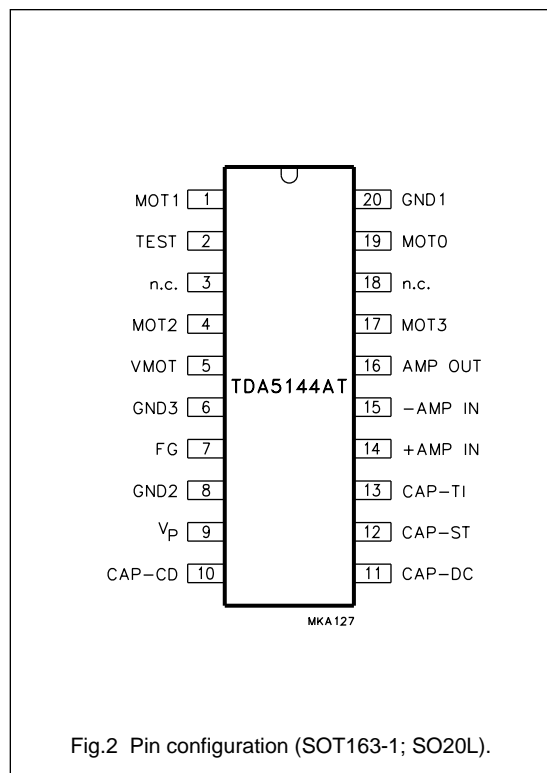 MOT1 1 20 GND1
TEST 2 19 MOT0
n.c. 3 18 n.c.
MOT2 4 17 MOT3
VMOT 5 16 AMP OUT
TDA5144AT
GND3 6 15 −AMP IN
FG 7 14 +AMP IN
GND2 8 13 CAP−TI
VP 9 12 CAP−ST
CAP−CD 10 11 CAP−DC
MKA127
Fig.2 Pin configuration (SOT163-1; SO20L).